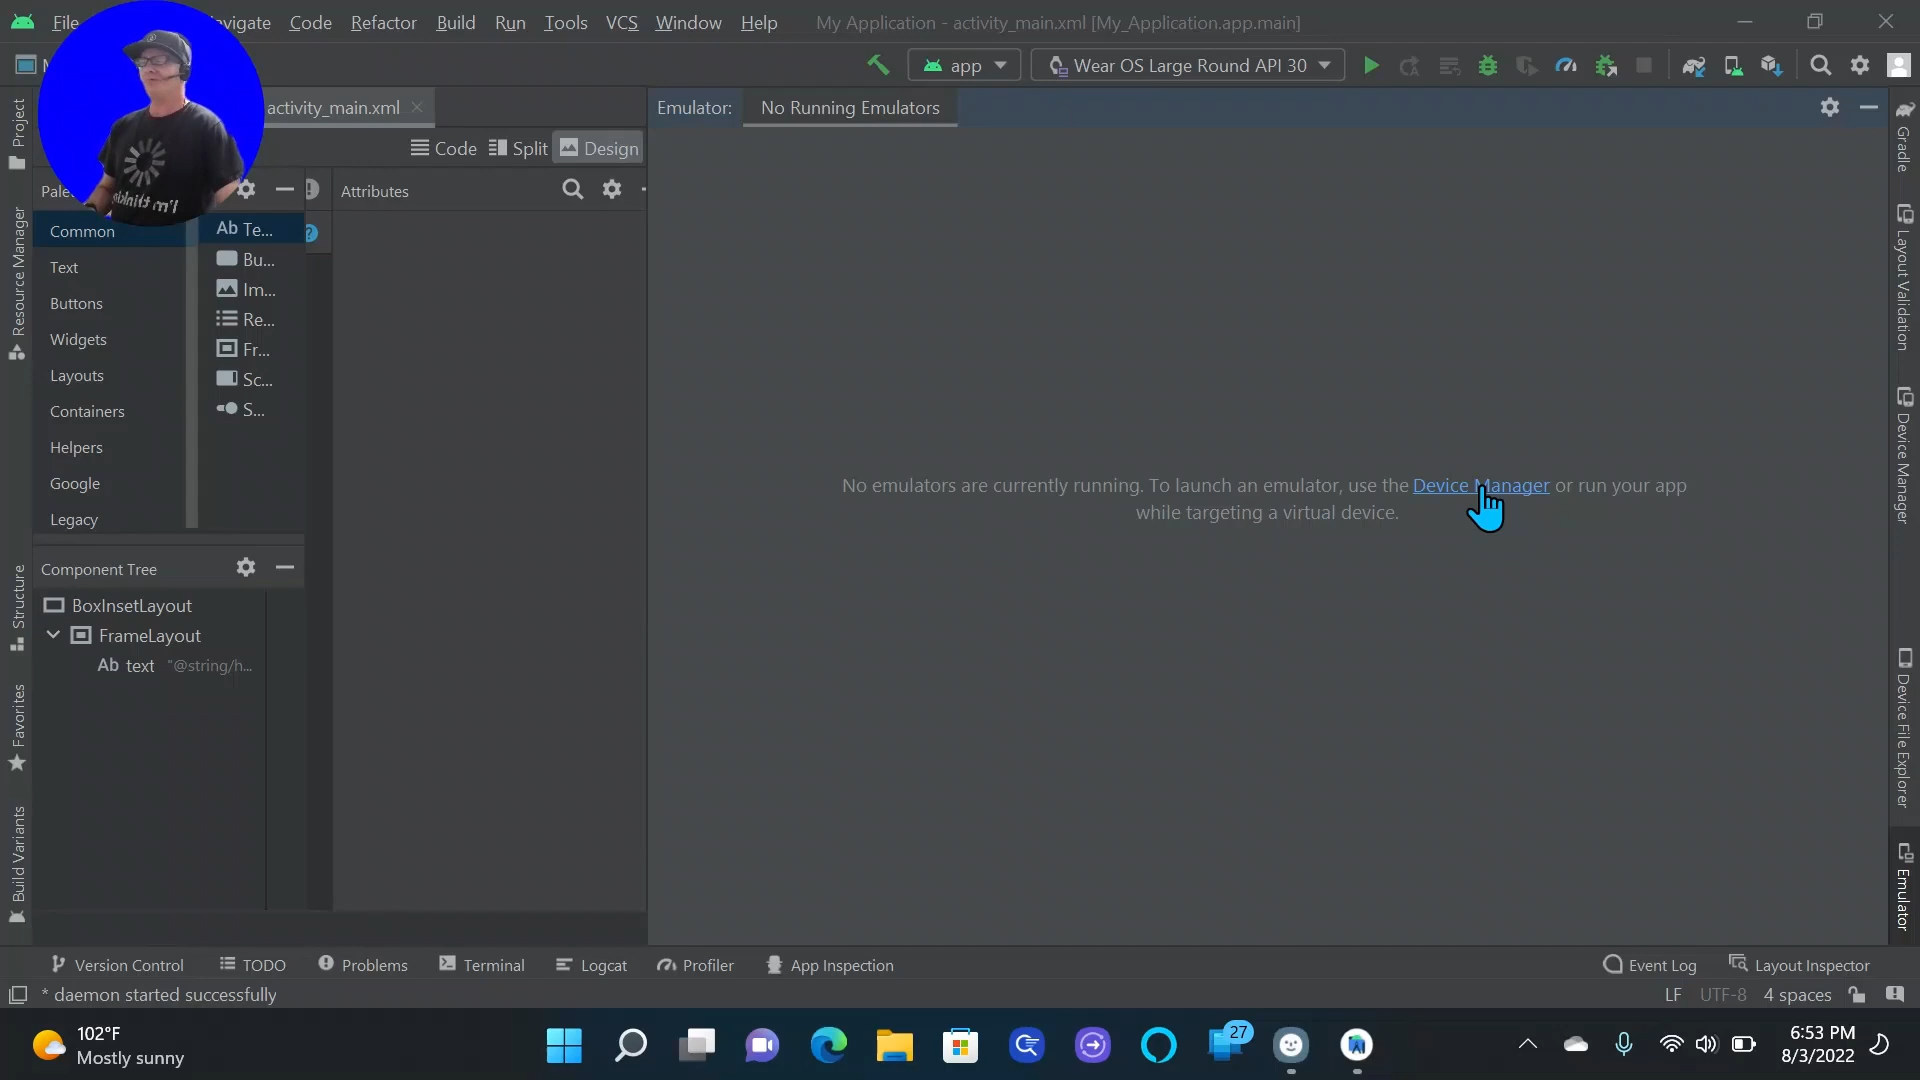 File
Navigate Code Refactor Build Run Tools VCS Window Help My Application - activity_main.xml [My_Application.app.main]
app Wear OS Large Round API 30
activity_main.xml
Emulator: No Running Emulators
Code Split Design
Attributes
Common
Text
Buttons
Widgets
Layouts
Containers
Helpers
Google
Legacy
Ab Te...
Bu...
Im...
Re...
Fr...
Sc...
S...
Component Tree
BoxInsetLayout
FrameLayout
Ab text "@string/h...
No emulators are currently running. To launch an emulator, use the Device Manager or run your app
while targeting a virtual device.
Project
Resource Manager
Structure
Favorites
Build Variants
Gradle
Layout Validation
Device Manager
Device File Explorer
Emulator
Version Control TODO Problems Terminal Logcat Profiler App Inspection Event Log Layout Inspector
* daemon started successfully LF UTF-8 4 spaces
102°F
Mostly sunny
27
6:53 PM
8/3/2022